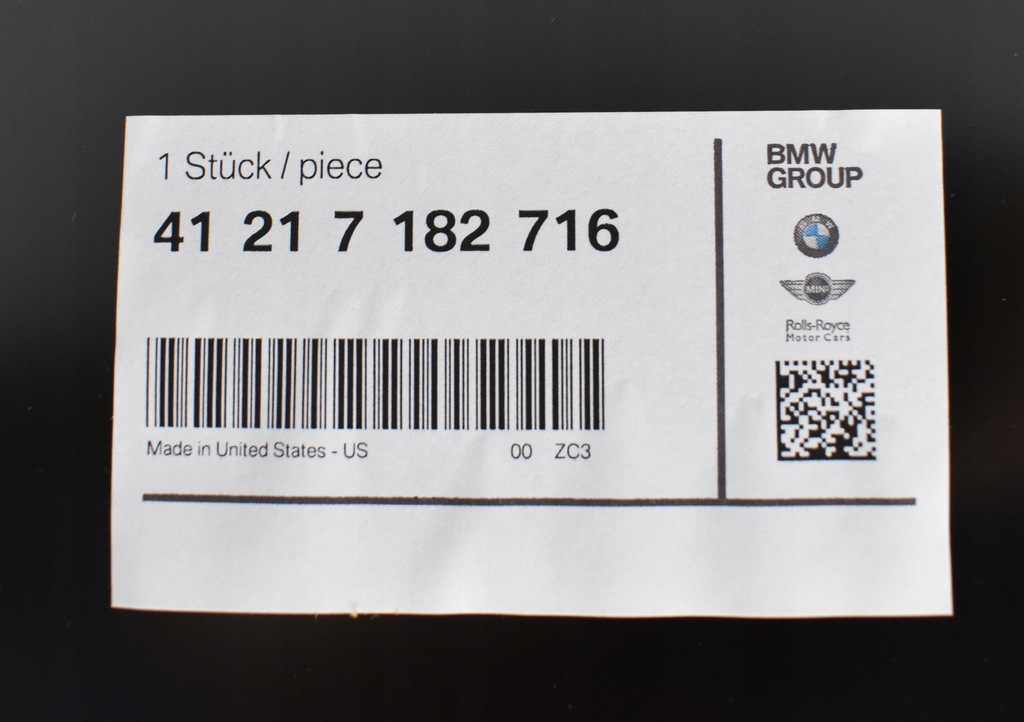 1 Stück / piece
41 21 7 182 716
Made in United States - US 00 ZC3
BMW
GROUP
MINI
Rolls-Royce
Motor Cars